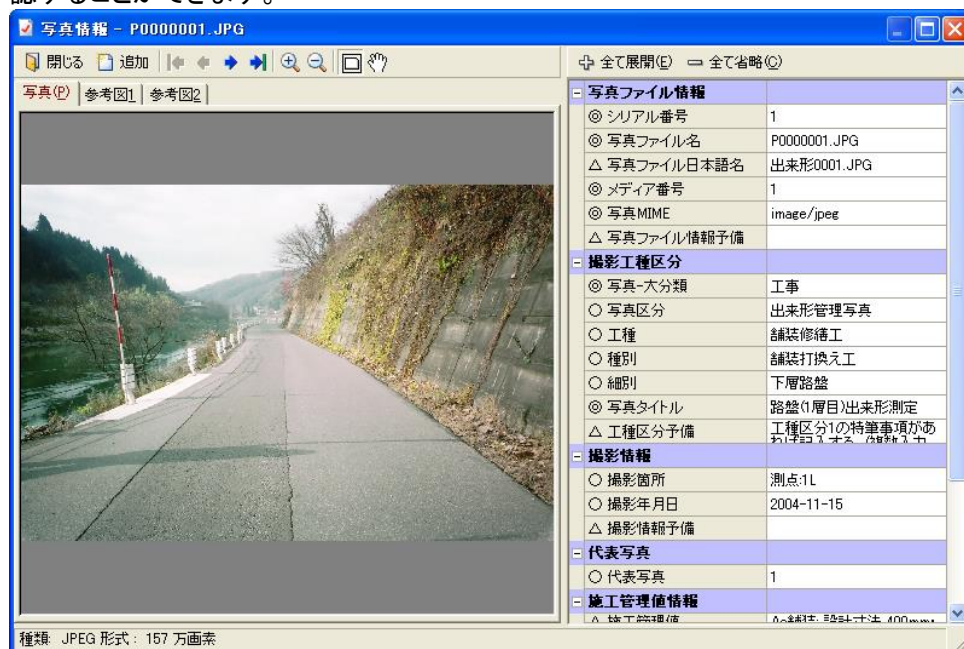 認することができます。
写真情報 - P0000001.JPG
閉じる 追加
全て展開(E) 全て省略(C)
写真(P) 参考図1 参考図2
写真ファイル情報
◎ シリアル番号 1
◎ 写真ファイル名 P0000001.JPG
△ 写真ファイル日本語名 出来形0001.JPG
◎ メディア番号 1
◎ 写真MIME image/jpeg
△ 写真ファイル情報予備
撮影工種区分
◎ 写真-大分類 工事
○ 写真区分 出来形管理写真
○ 工種 舗装修繕工
○ 種別 舗装打換え工
○ 細別 下層路盤
◎ 写真タイトル 路盤(1層目)出来形測定
△ 工種区分予備 工種区分1の特筆事項があ
撮影情報
○ 撮影箇所 測点:1L
○ 撮影年月日 2004-11-15
△ 撮影情報予備
代表写真
○ 代表写真 1
施工管理値情報
種類: JPEG 形式 : 157 万画素